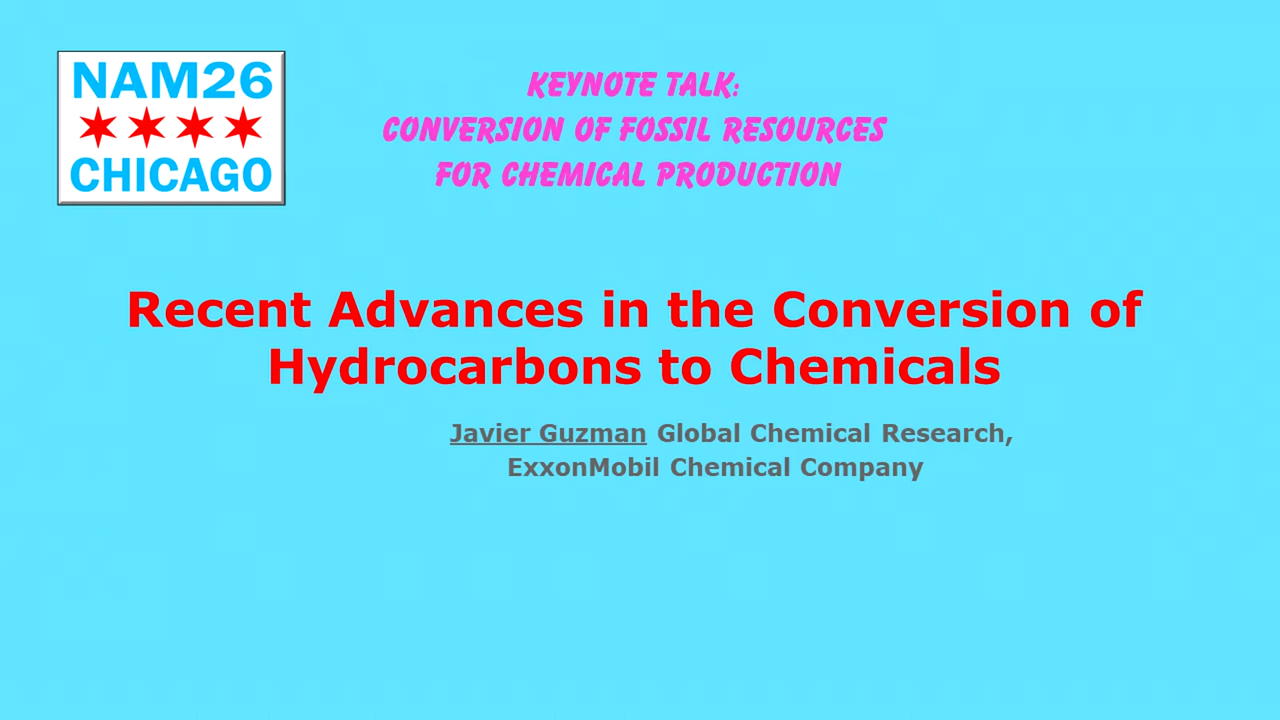 NAM26
CHICAGO
KEYNOTE TALK:
CONVERSION OF FOSSIL RESOURCES
FOR CHEMICAL PRODUCTION
Recent Advances in the Conversion of
Hydrocarbons to Chemicals
Javier Guzman Global Chemical Research,
ExxonMobil Chemical Company